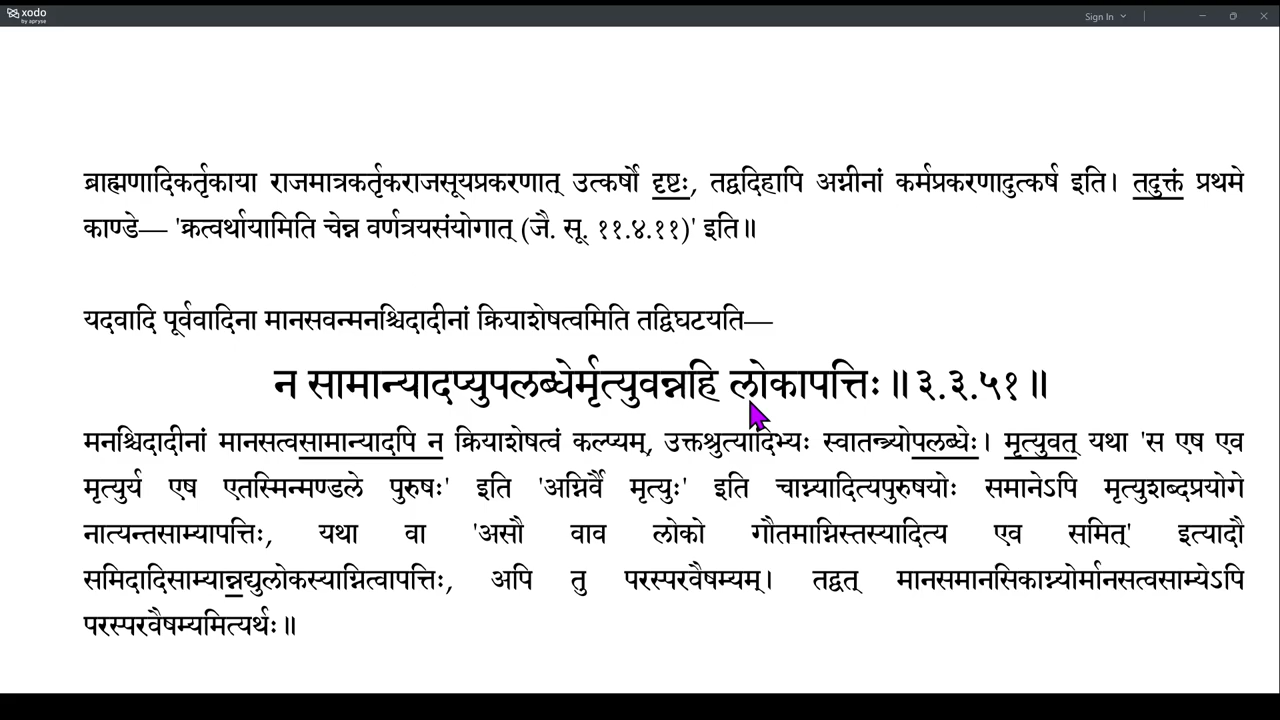 xodo
by apryse
Sign In
ब्राह्मणादिकर्तृकाया राजमात्रकर्तृकराजसूयप्रकरणात् उत्कर्षो दृष्टः, तद्वदिहापि अग्नीनां कर्मप्रकरणादुत्कर्ष इति। तदुक्तं प्रथमे
काण्डे— 'क्रत्वर्थायामिति चेन्न वर्णत्रयसंयोगात् (जै. सू. ११.४.११)' इति॥
यदवादि पूर्ववादिना मानसवन्मनश्चिदादीनां क्रियाशेषत्वमिति तद्विघटयति—
न सामान्यादप्युपलब्धेर्मृत्युवन्नहि लोकापत्तिः॥३.३.५१॥
मनश्चिदादीनां मानसत्वसामान्यादपि न क्रियाशेषत्वं कल्प्यम्, उक्तश्रुत्यादिभ्यः स्वातन्त्र्योपलब्धेः। मृत्युवत् यथा 'स एष एव
मृत्युर्य एष एतस्मिन्मण्डले पुरुषः' इति 'अग्निर्वै मृत्युः' इति चाग्न्यादित्यपुरुषयोः समानेऽपि मृत्युशब्दप्रयोगे
नात्यन्तसाम्यापत्तिः, यथा वा 'असौ वाव लोको गौतमाग्निस्तस्यादित्य एव समित्' इत्यादौ
समिदादिसाम्यान्नद्युलोकस्याग्नित्वापत्तिः, अपि तु परस्परवैषम्यम्। तद्वत् मानसमानसिकाग्न्योर्मानसत्वसाम्येऽपि
परस्परवैषम्यमित्यर्थः॥